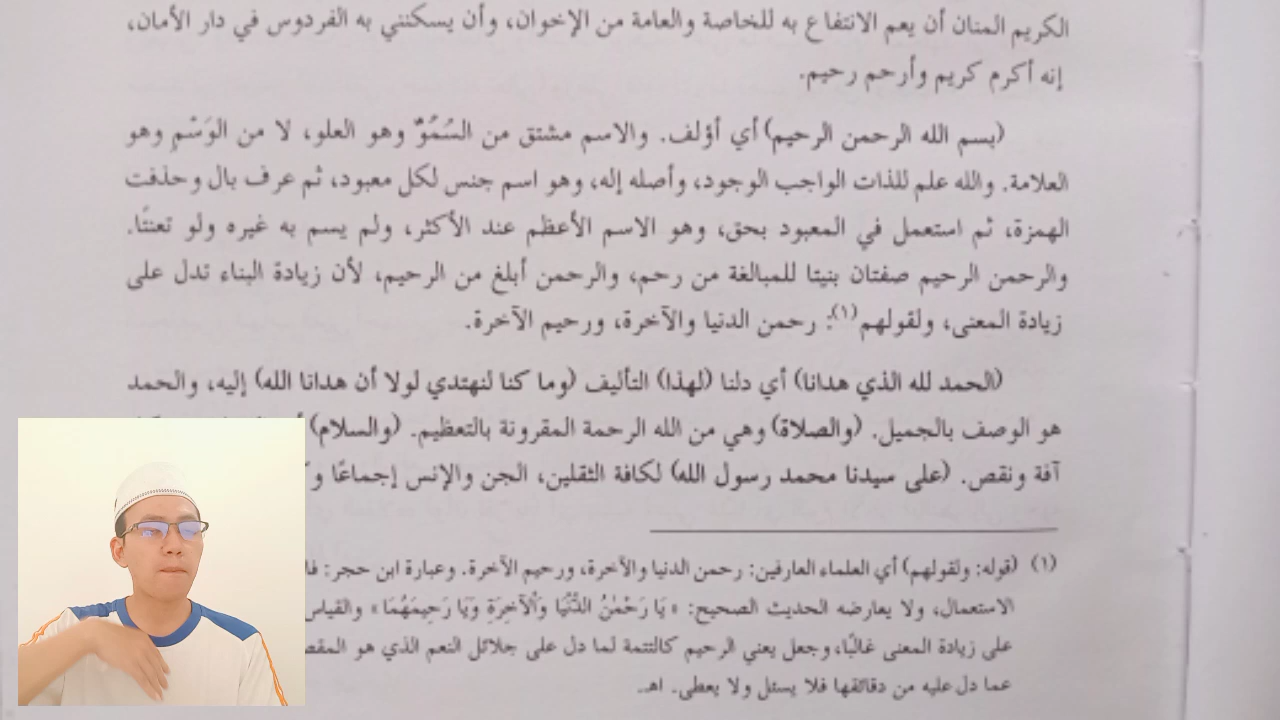 الكريم المنان أن يعم الانتفاع به للخاصة والعامة من الإخوان، وأن يسكنني به الفردوس في دار الأمان،
إنه أكرم كريم وأرحم رحيم.
(بسم الله الرحمن الرحيم) أي أؤلف. والاسم مشتق من السُمُوّ وهو العلو، لا من الوَسْمِ وهو
العلامة. والله علم للذات الواجب الوجود، وأصله إله، وهو اسم جنس لكل معبود، ثم عرف بال وحذفت
الهمزة، ثم استعمل في المعبود بحق، وهو الاسم الأعظم عند الأكثر، ولم يسم به غيره ولو تعنتًا.
والرحمن الرحيم صفتان بنيتا للمبالغة من رحم، والرحمن أبلغ من الرحيم، لأن زيادة البناء تدل على
زيادة المعنى، ولقولهم(١): رحمن الدنيا والآخرة، ورحيم الآخرة.
(الحمد لله الذي هدانا) أي دلنا (لهذا) التأليف (وما كنا لنهتدي لولا أن هدانا الله) إليه، والحمد
هو الوصف بالجميل. (والصلاة) وهي من الله الرحمة المقرونة بالتعظيم. (والسلام)
آفة ونقص. (على سيدنا محمد رسول الله) لكافة الثقلين، الجن والإنس إجماعًا
(١) (قوله: ولقولهم) أي العلماء العارفين: رحمن الدنيا والآخرة، ورحيم الآخرة. وعبارة ابن حجر:
الاستعمال، ولا يعارضه الحديث الصحيح: «يَا رَحْمٰنُ الدُّنْيَا وَالْآخِرَةِ وَيَا رَحِيمَهُمَا» والقياس
على زيادة المعنى غالبًا، وجعل يعني الرحيم كالتتمة لما دل على جلائل النعم الذي هو
عما دل عليه من دقائقها فلا يسئل ولا يعطى. اهـ.